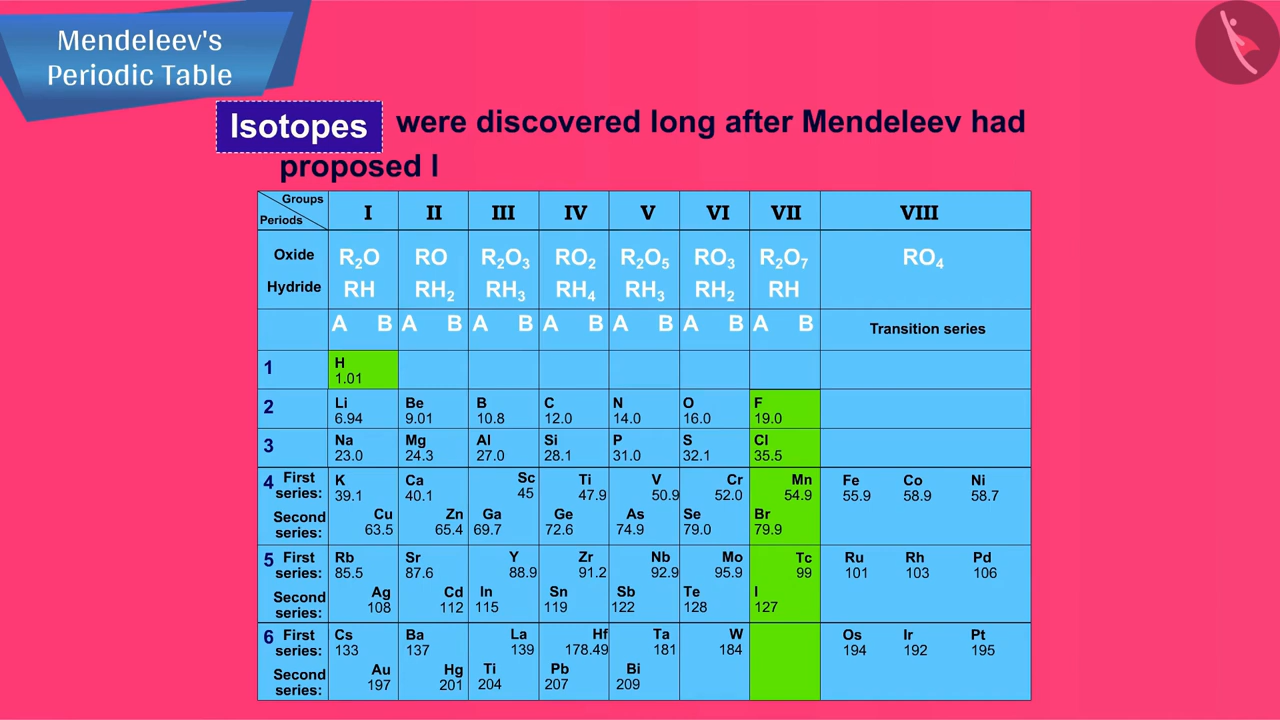 Mendeleev's
Periodic Table
Isotopes were discovered long after Mendeleev had
proposed l
Groups
Periods
I II III IV V VI VII VIII
Oxide R₂O RO R₂O₃ RO₂ R₂O₅ RO₃ R₂O₇ RO₄
Hydride RH RH₂ RH₃ RH₄ RH₃ RH₂ RH
A B A B A B A B A B A B A B Transition series
1 H
1.01
2 Li Be B C N O F
6.94 9.01 10.8 12.0 14.0 16.0 19.0
3 Na Mg Al Si P S Cl
23.0 24.3 27.0 28.1 31.0 32.1 35.5
4 First K Ca Sc Ti V Cr Mn Fe Co Ni
series: 39.1 40.1 45 47.9 50.9 52.0 54.9 55.9 58.9 58.7
Second Cu Zn Ga Ge As Se Br
series: 63.5 65.4 69.7 72.6 74.9 79.0 79.9
5 First Rb Sr Y Zr Nb Mo Tc Ru Rh Pd
series: 85.5 87.6 88.9 91.2 92.9 95.9 99 101 103 106
Second Ag Cd In Sn Sb Te I
series: 108 112 115 119 122 128 127
6 First Cs Ba La Hf Ta W Os Ir Pt
series: 133 137 139 178.49 181 184 194 192 195
Second Au Hg Ti Pb Bi
series: 197 201 204 207 209